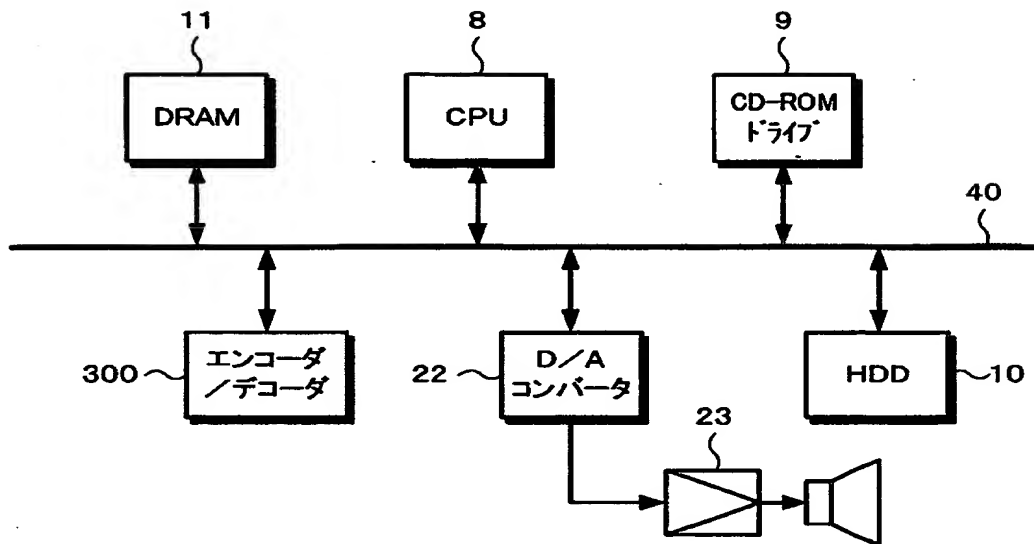 11
8
9
DRAM
CPU
CD-ROM
ドライブ
40
300
エンコーダ
/デコーダ
22
D/A
コンバータ
HDD
10
23